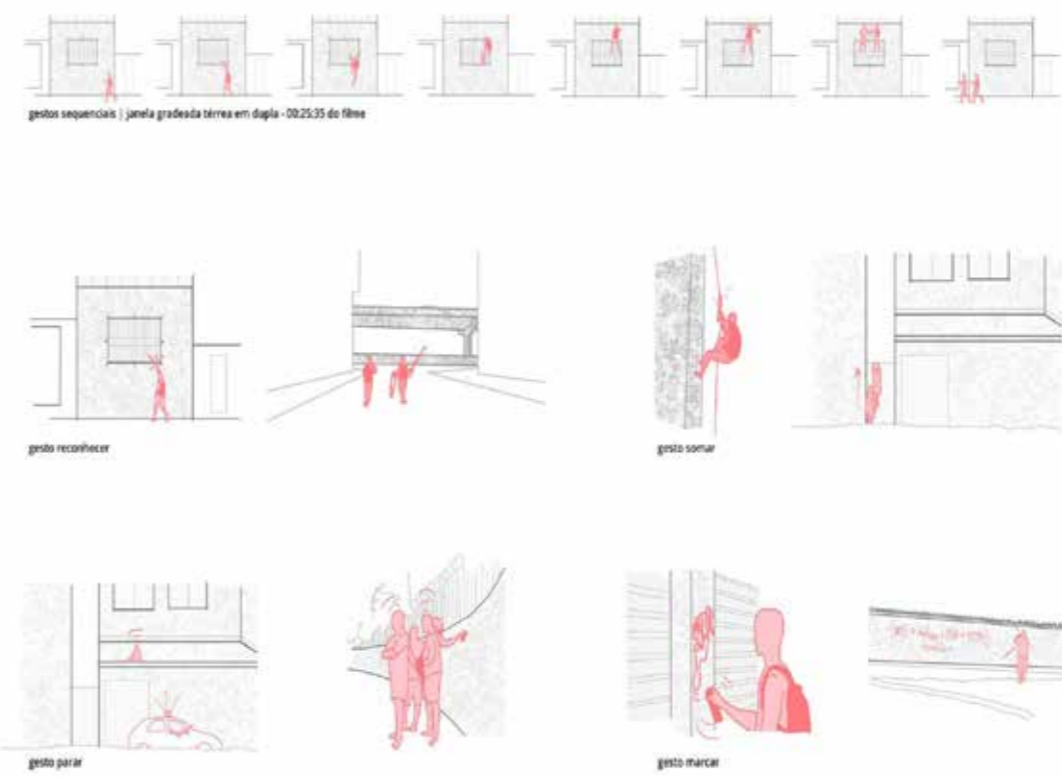 gestos sequenciais | janela gradeada térrea em dupla - 00:25:35 do filme
gesto reconhecer
gesto somar
gesto parar
gesto marcar